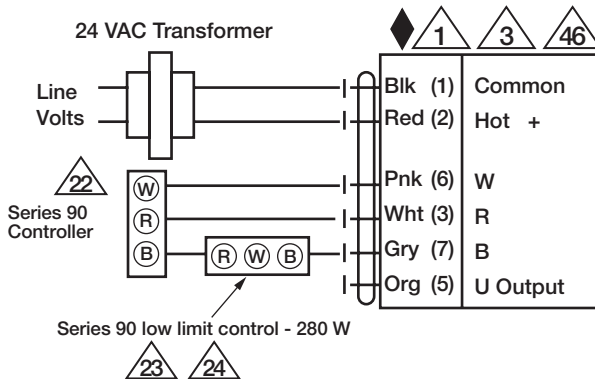 24 VAC Transformer
1 3 46
Line
Volts
Blk (1) Common
Red (2) Hot +
22
Series 90
Controller
W
R
B
R W B
Pnk (6) W
Wht (3) R
Gry (7) B
Org (5) U Output
Series 90 low limit control - 280 W
23 24